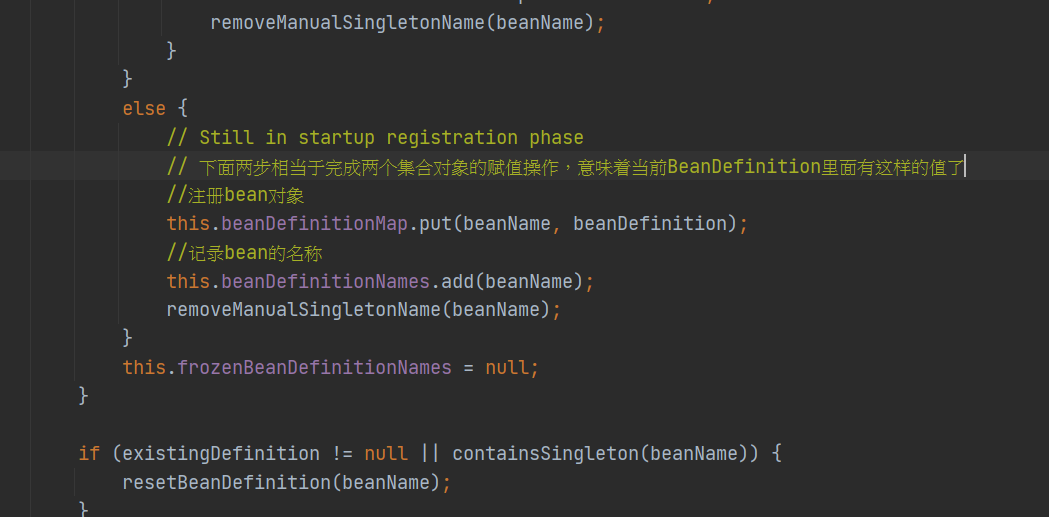 removeManualSingletonName(beanName);
}
}
else {
// Still in startup registration phase
// 下面两步相当于完成两个集合对象的赋值操作，意味着当前BeanDefinition里面有这样的值了
//注册bean对象
this.beanDefinitionMap.put(beanName, beanDefinition);
//记录bean的名称
this.beanDefinitionNames.add(beanName);
removeManualSingletonName(beanName);
}
this.frozenBeanDefinitionNames = null;
}
if (existingDefinition != null || containsSingleton(beanName)) {
resetBeanDefinition(beanName);
}